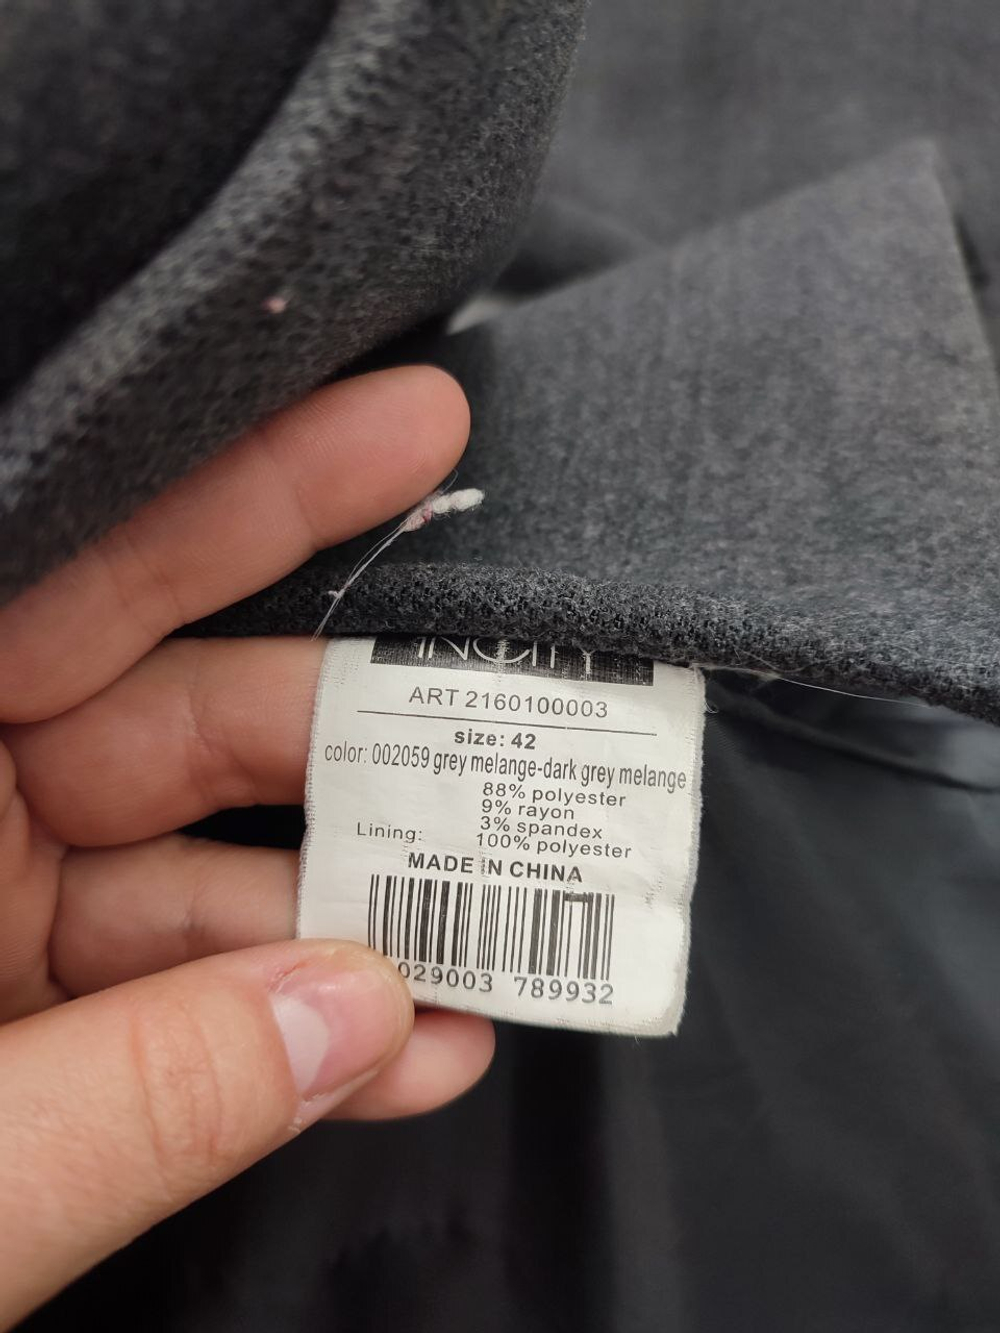 INCITY
ART 2160100003
size: 42
color: 002059 grey melange-dark grey melange
88% polyester
9% rayon
3% spandex
Lining: 100% polyester
MADE IN CHINA
029003 789932